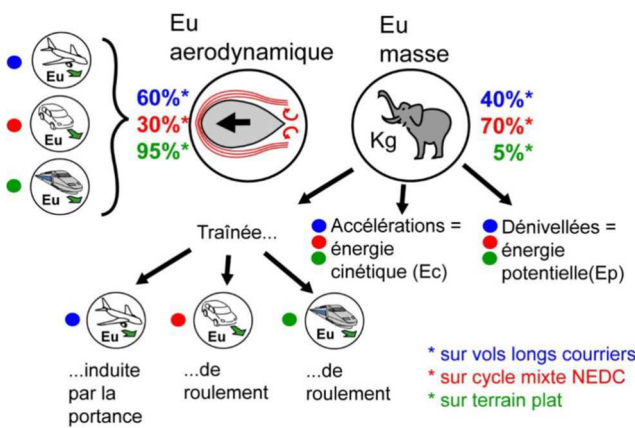 Eu
aerodynamique
Eu
masse
Eu
Eu
Eu
60%*
30%*
95%*
Kg
40%*
70%*
5%*
Traînée...
Accélérations =
énergie
cinétique (Ec)
Dénivellées =
énergie
potentielle(Ep)
Eu
Eu
Eu
...induite
par la
portance
...de
roulement
...de
roulement
* sur vols longs courriers
* sur cycle mixte NEDC
* sur terrain plat